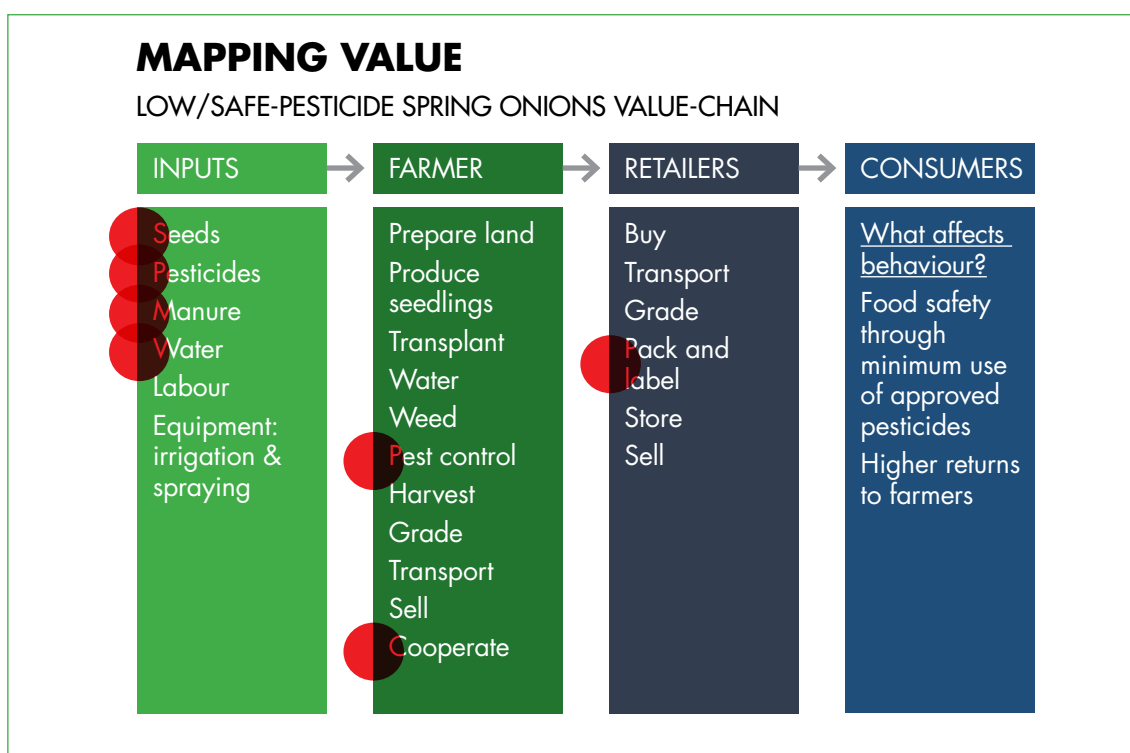 MAPPING VALUE
LOW/SAFE-PESTICIDE SPRING ONIONS VALUE-CHAIN
INPUTS
Seeds
Pesticides
Manure
Water
Labour
Equipment:
irrigation &
spraying
FARMER
Prepare land
Produce
seedlings
Transplant
Water
Weed
Pest control
Harvest
Grade
Transport
Sell
Cooperate
RETAILERS
Buy
Transport
Grade
Pack and
label
Store
Sell
CONSUMERS
What affects
behaviour?
Food safety
through
minimum use
of approved
pesticides
Higher returns
to farmers